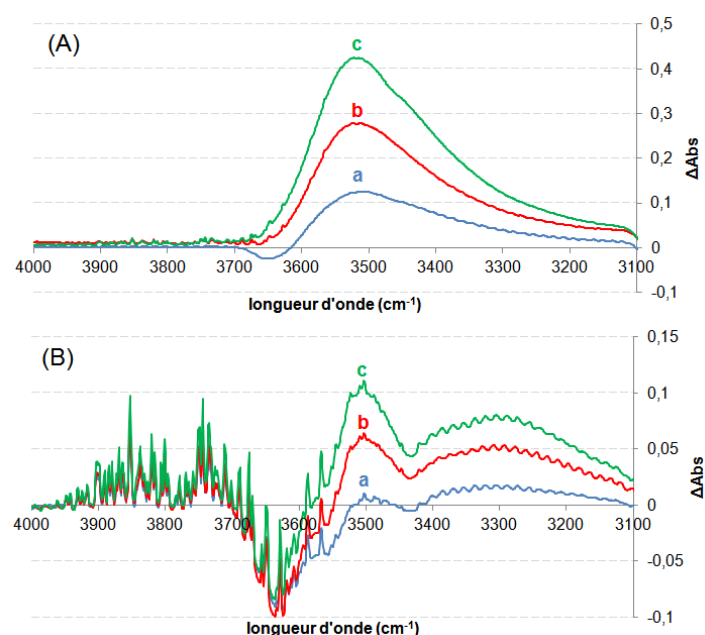 (A)
c
b
a
0,5
0,4
0,3
0,2
0,1
0
-0,1
ΔAbs
4000 3900 3800 3700 3600 3500 3400 3300 3200 3100
longueur d'onde (cm⁻¹)
(B)
c
b
a
0,15
0,1
0,05
0
-0,05
-0,1
ΔAbs
4000 3900 3800 3700 3600 3500 3400 3300 3200 3100
longueur d'onde (cm⁻¹)